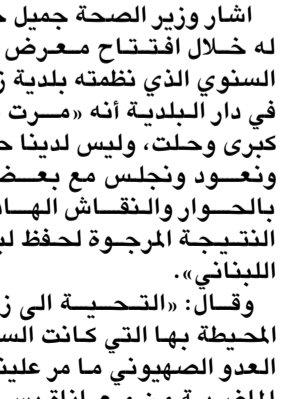 اشار وزير الصحة جميل
له خلال افتتاح معرض
السنوي الذي نظمته بلدية
في دار البلدية أنه «مرت
كبرى وحلت، وليس لدينا
ونعود ونجلس مع بعض
بالحوار والنقاش
النتيجة المرجوة لحفظ
اللبناني».
وقال: «التحية الى
المحيطة بها التي كانت
العدو الصهيوني ما مر